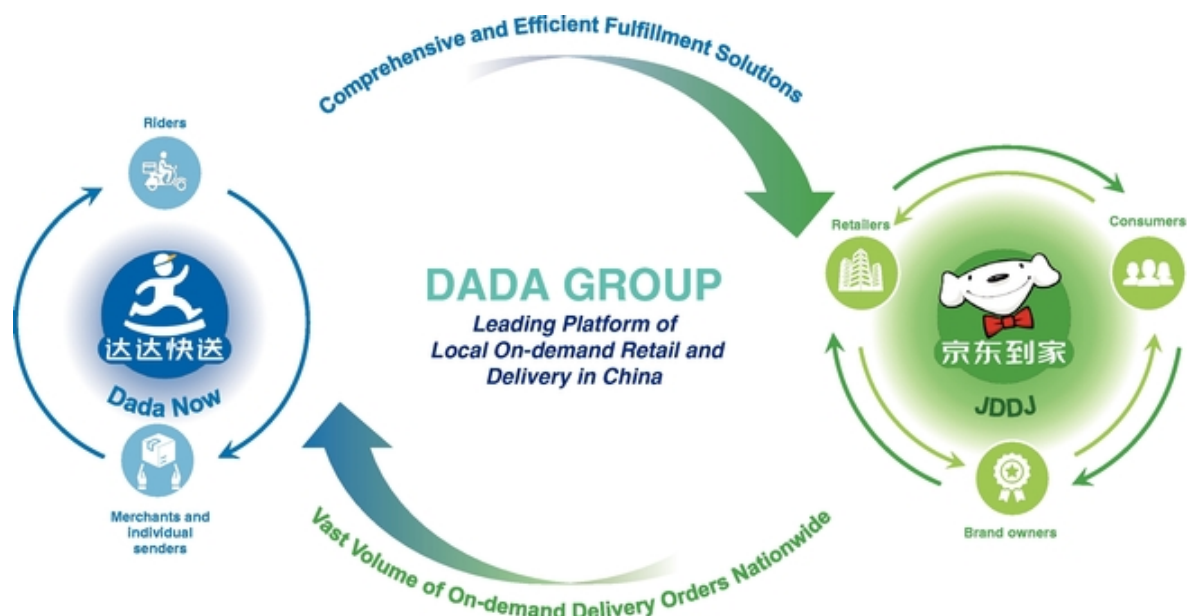 Comprehensive and Efficient Fulfillment Solutions
Riders
达达快送
Dada Now
Merchants and
individual
senders
DADA GROUP
Leading Platform of
Local On-demand Retail and
Delivery in China
Retailers
Consumers
京东到家
JDDJ
Brand owners
Vast Volume of On-demand Delivery Orders Nationwide